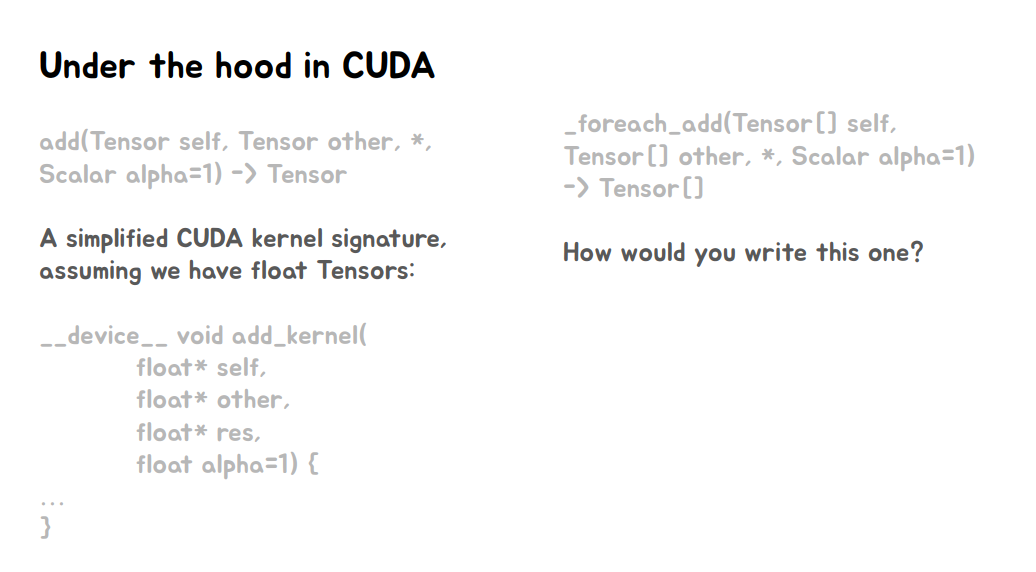 Under the hood in CUDA
add(Tensor self, Tensor other, *,
Scalar alpha=1) -> Tensor
A simplified CUDA kernel signature,
assuming we have float Tensors:
__device__ void add_kernel(
float* self,
float* other,
float* res,
float alpha=1) {
...
}
_foreach_add(Tensor[] self,
Tensor[] other, *, Scalar alpha=1)
-> Tensor[]
How would you write this one?